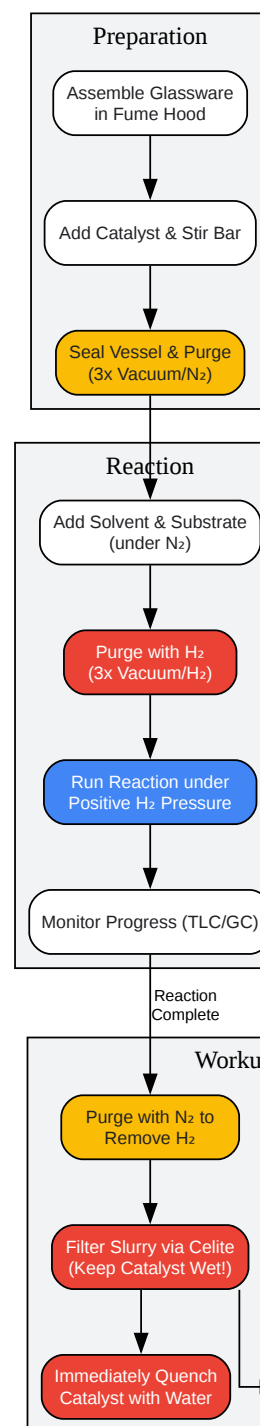 Preparation
Assemble Glassware
in Fume Hood
Add Catalyst & Stir Bar
Seal Vessel & Purge
(3x Vacuum/N₂)
Reaction
Add Solvent & Substrate
(under N₂)
Purge with H₂
(3x Vacuum/H₂)
Run Reaction under
Positive H₂ Pressure
Monitor Progress (TLC/GC)
Reaction
Complete
Worku
Purge with N₂ to
Remove H₂
Filter Slurry via Celite
(Keep Catalyst Wet!)
Immediately Quench
Catalyst with Water